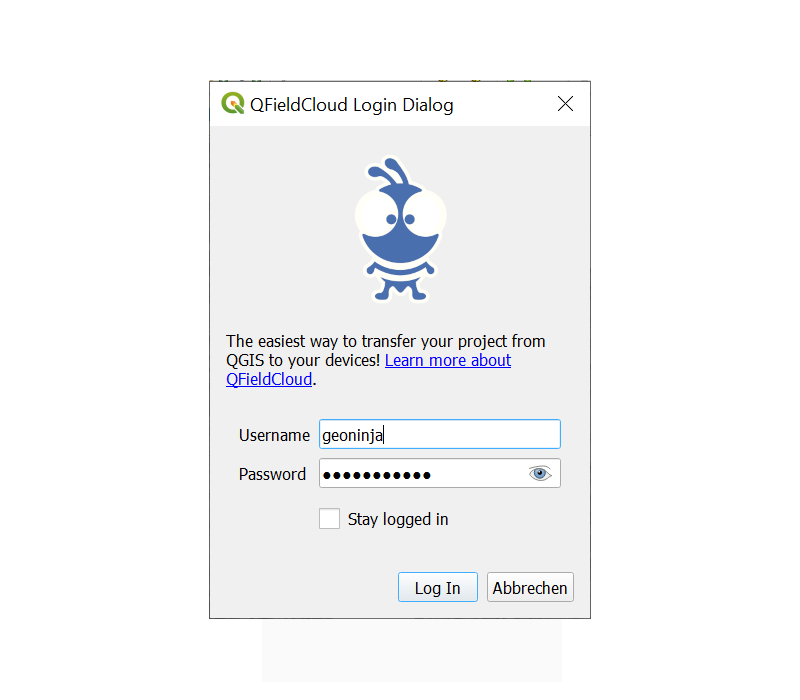 QFieldCloud Login Dialog
The easiest way to transfer your project from
QGIS to your devices! Learn more about
QFieldCloud.
Username geoninja
Password ●●●●●●●●●●●
Stay logged in
Log In Abbrechen